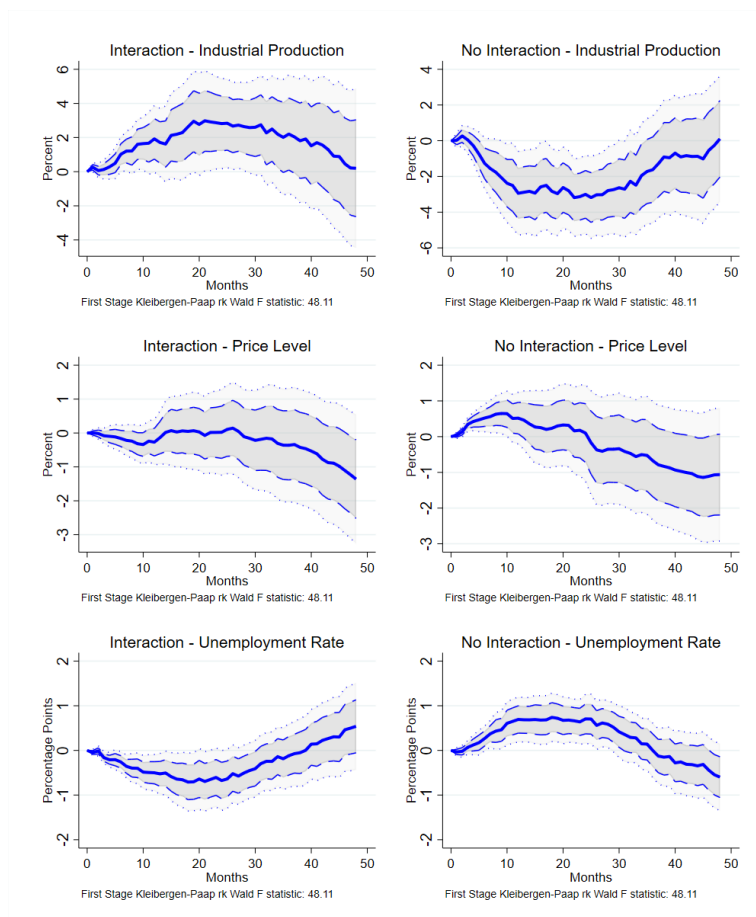 Interaction - Industrial Production
6
4
2
0
-2
-4
Percent
0 10 20 30 40 50
Months
First Stage Kleibergen-Paap rk Wald F statistic: 48.11
No Interaction - Industrial Production
4
2
0
-2
-4
-6
Percent
0 10 20 30 40 50
Months
First Stage Kleibergen-Paap rk Wald F statistic: 48.11
Interaction - Price Level
2
1
0
-1
-2
-3
Percent
0 10 20 30 40 50
Months
First Stage Kleibergen-Paap rk Wald F statistic: 48.11
No Interaction - Price Level
2
1
0
-1
-2
-3
Percent
0 10 20 30 40 50
Months
First Stage Kleibergen-Paap rk Wald F statistic: 48.11
Interaction - Unemployment Rate
2
1
0
-1
-2
Percentage Points
0 10 20 30 40 50
Months
First Stage Kleibergen-Paap rk Wald F statistic: 48.11
No Interaction - Unemployment Rate
2
1
0
-1
-2
Percentage Points
0 10 20 30 40 50
Months
First Stage Kleibergen-Paap rk Wald F statistic: 48.11